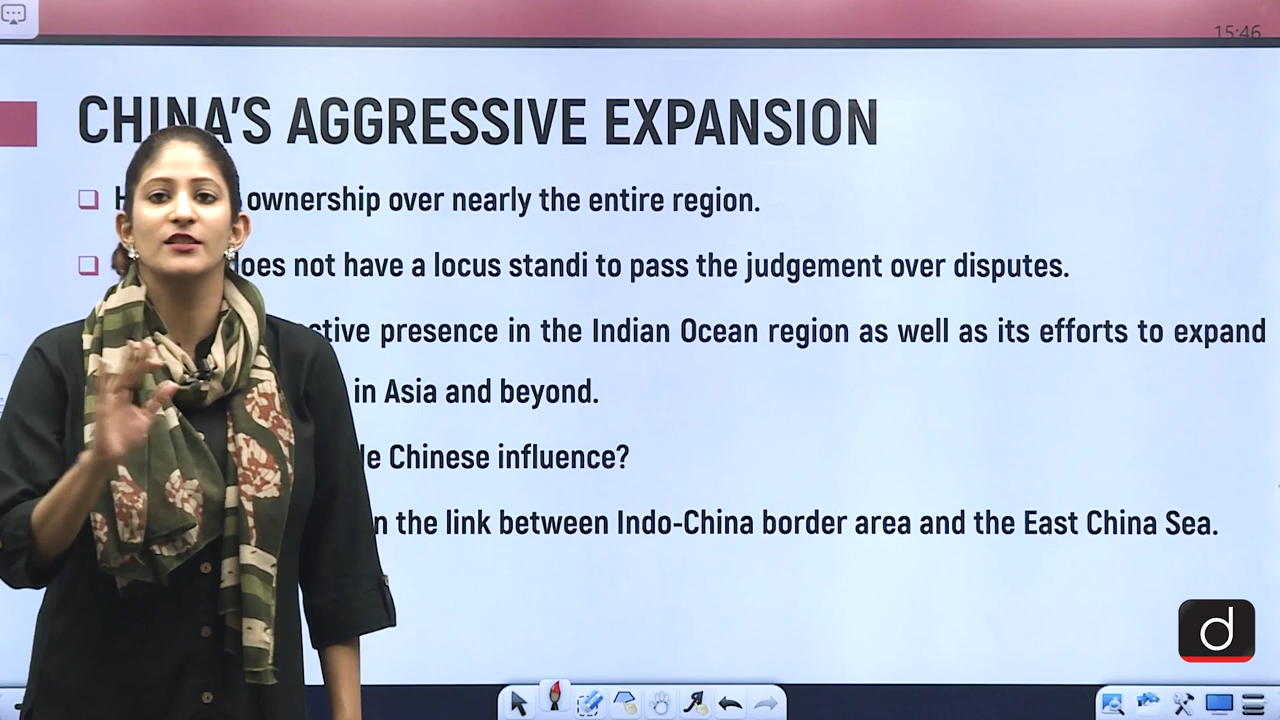 15:46
CHINA'S AGGRESSIVE EXPANSION
ownership over nearly the entire region.
does not have a locus standi to pass the judgement over disputes.
presence in the Indian Ocean region as well as its efforts to expand
in Asia and beyond.
Chinese influence?
the link between Indo-China border area and the East China Sea.
d